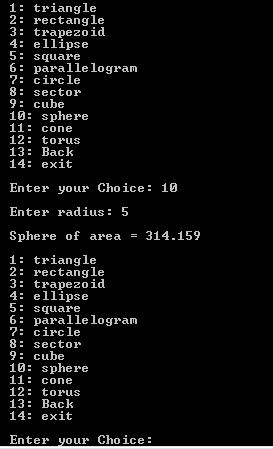 1: triangle
2: rectangle
3: trapezoid
4: ellipse
5: square
6: parallelogram
7: circle
8: sector
9: cube
10: sphere
11: cone
12: torus
13: Back
14: exit
Enter your Choice: 10
Enter radius: 5
Sphere of area = 314.159
1: triangle
2: rectangle
3: trapezoid
4: ellipse
5: square
6: parallelogram
7: circle
8: sector
9: cube
10: sphere
11: cone
12: torus
13: Back
14: exit
Enter your Choice: